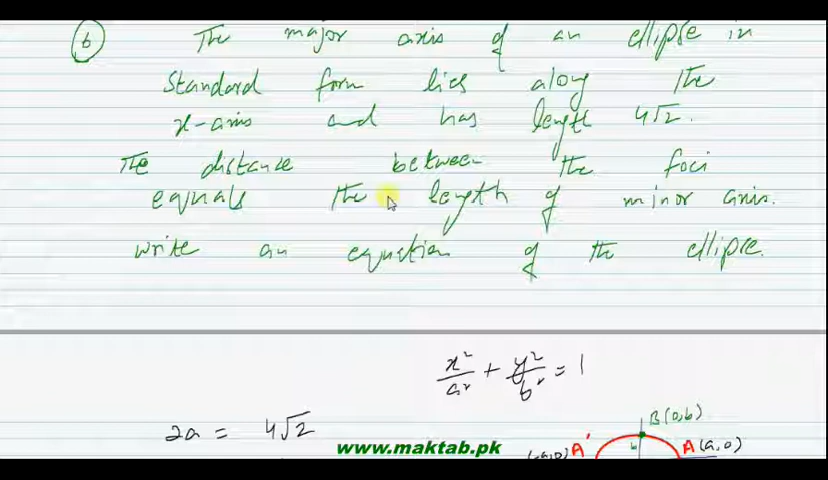 6 The major axis of an ellipse in
standard form lies along the
x-axis and has length 4√2.
The distance between the foci
equals the length of minor axis.
write an equation of the ellipse.
x²/a² + y²/b² = 1
2a = 4√2
B(0,b)
(-a,0) A' b A(a,0)
www.maktab.pk